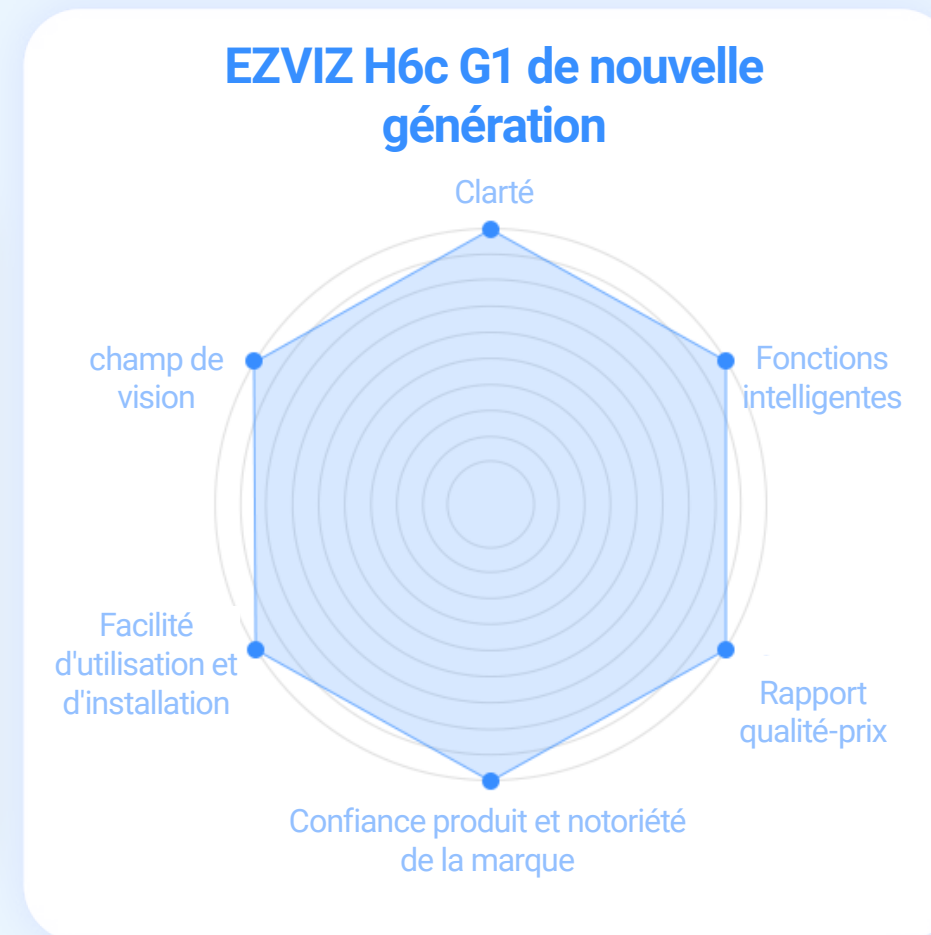 EZVIZ H6c G1 de nouvelle
génération
Clarté
champ de
vision
Fonctions
intelligentes
Facilité
d'utilisation et
d'installation
Rapport
qualité-prix
Confiance produit et notoriété
de la marque